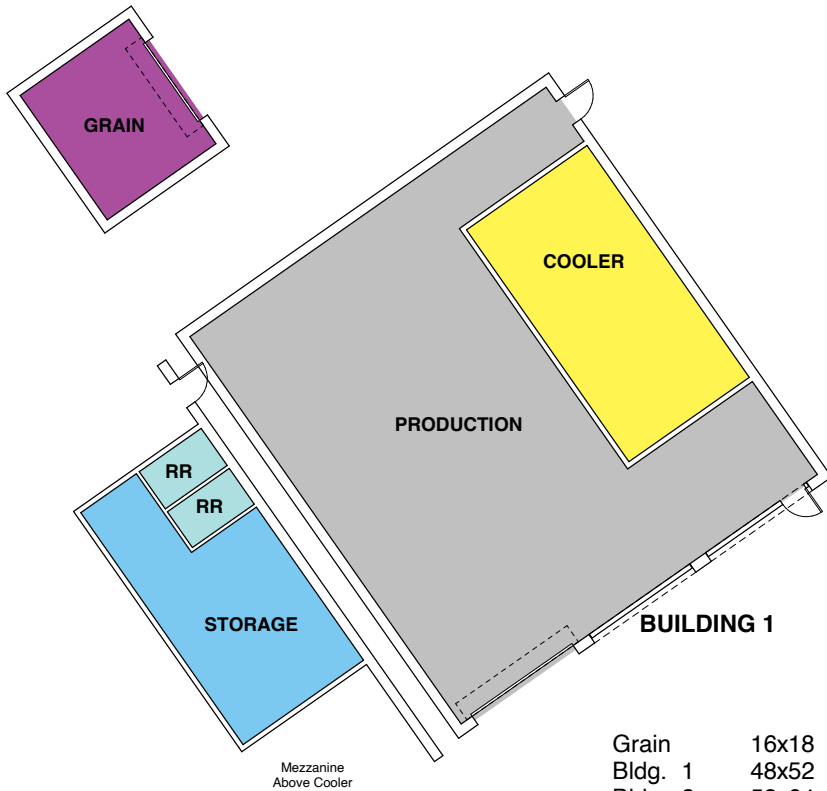 GRAIN
COOLER
PRODUCTION
RR
RR
STORAGE
BUILDING 1
Mezzanine
Above Cooler
Grain 16x18
Bldg. 1 48x52